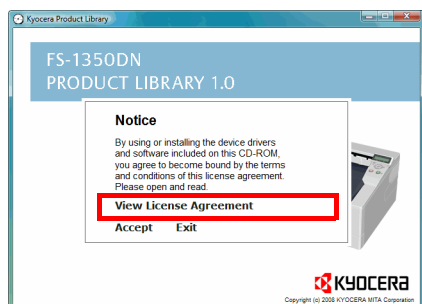 Kyocera Product Library
FS-1350DN
PRODUCT LIBRARY 1.0
Notice
By using or installing the device drivers
and software included on this CD-ROM,
you agree to become bound by the terms
and conditions of this license agreement.
Please open and read.
View License Agreement
Accept Exit
KYOCERA
Copyright (c) 2008 KYOCERA MITA Corporation